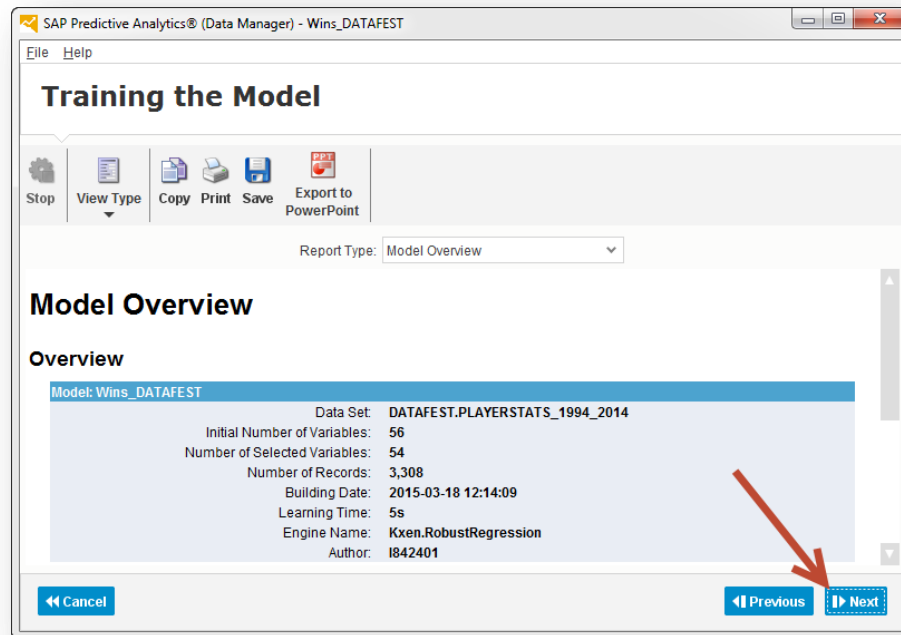 SAP Predictive Analytics® (Data Manager) - Wins_DATAFEST
File Help
Training the Model
Stop
View Type
Copy
Print
Save
PPT
Export to
PowerPoint
Report Type: Model Overview
Model Overview
Overview
Model: Wins_DATAFEST
Data Set: DATAFEST.PLAYERSTATS_1994_2014
Initial Number of Variables: 56
Number of Selected Variables: 54
Number of Records: 3,308
Building Date: 2015-03-18 12:14:09
Learning Time: 5s
Engine Name: Kxen.RobustRegression
Author: I842401
Cancel
Previous
Next